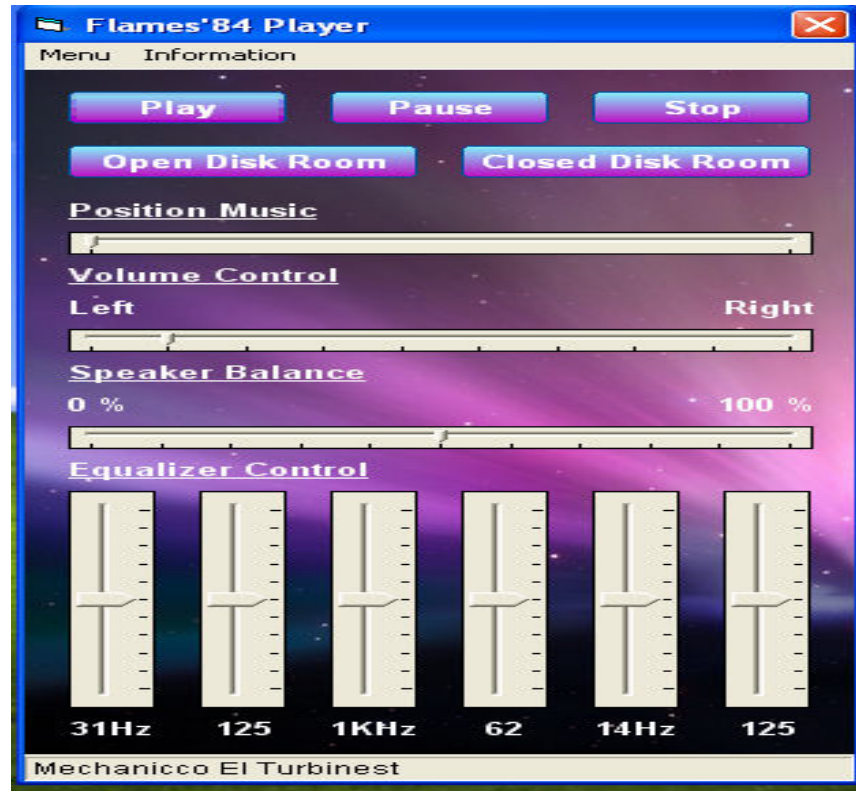 Flames'84 Player
Menu Information
Play Pause Stop
Open Disk Room Closed Disk Room
Position Music
Volume Control
Left Right
Speaker Balance
0 % 100 %
Equalizer Control
31Hz 125 1KHz 62 14Hz 125
Mechanicco El Turbinest